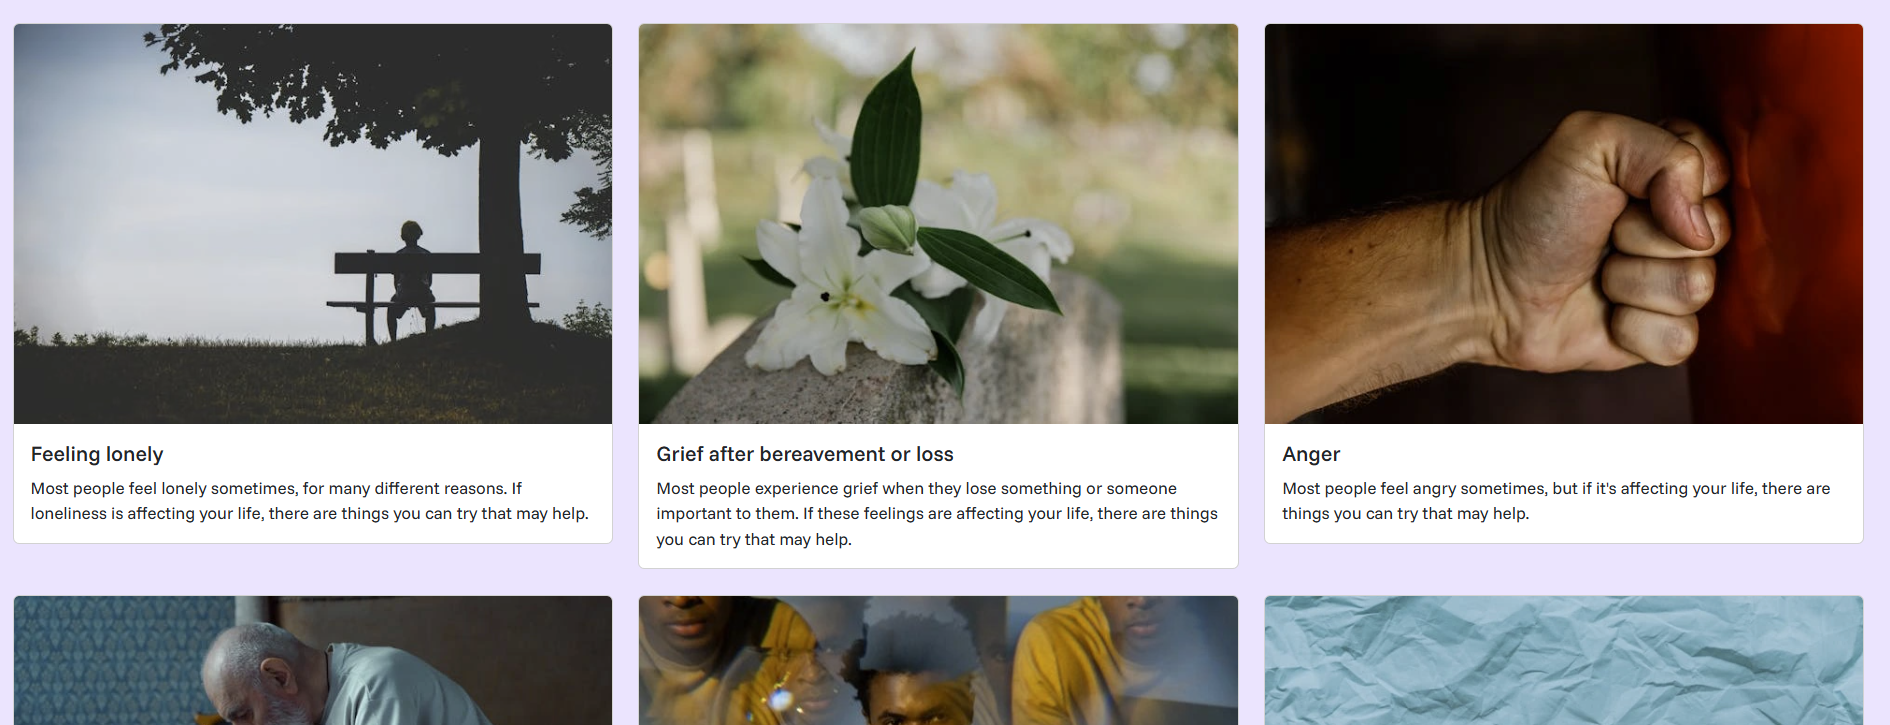 Feeling lonely
Most people feel lonely sometimes, for many different reasons. If
loneliness is affecting your life, there are things you can try that may help.
Grief after bereavement or loss
Most people experience grief when they lose something or someone
important to them. If these feelings are affecting your life, there are things
you can try that may help.
Anger
Most people feel angry sometimes, but if it's affecting your life, there are
things you can try that may help.